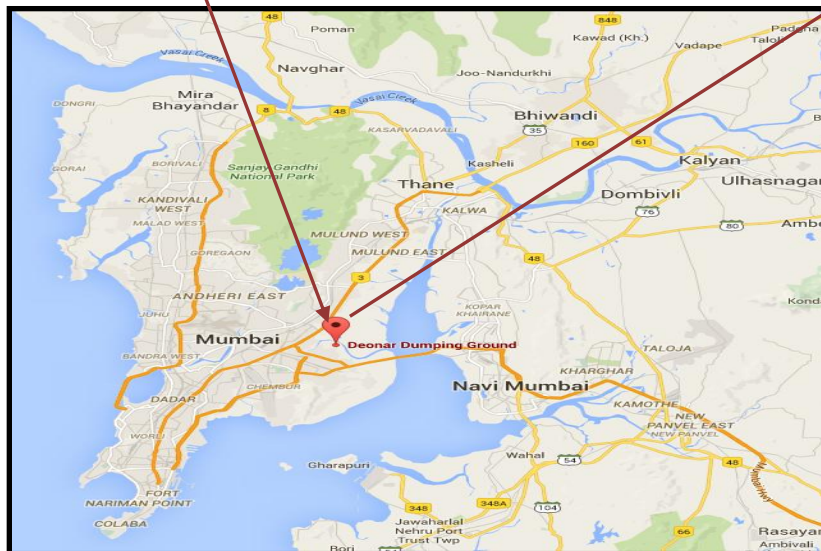 48
Poman
848
Kawad (Kh.)
Padgha
Vadape
Navghar
Vasai Creek
Joo-Nandurkhi
DONGRI
Mira
Bhayandar
8
48
Vasai Creek
KASARVADAVALI
Bhiwandi
35
160
61
GORAI
BORIVALI
Sanjay Gandhi
National Park
Kasheli
Kalyan
KANDIVALI
WEST
Thane
Ulhasnagar
MALAD WEST
KALWA
Dombivli
76
80
MULUND WEST
GOREGAON
MULUND EAST
48
3
ANDHERI EAST
KOPAR
KHAIRANE
JUHU
Mumbai
Deonar Dumping Ground
BANDRA WEST
TALOJA
KHARGHAR
CHEMBUR
Navi Mumbai
DADAR
KAMOTHE
NEW
PANVEL EAST
NEW PANVEL
WORLI
Wahal
54
48
Gharapuri
Mumbai Hwy
FORT
NARIMAN POINT
348
348A
104
COLABA
Jawaharlal
Nehru Port
Trust Twp
66
Rasayan
Ambivali